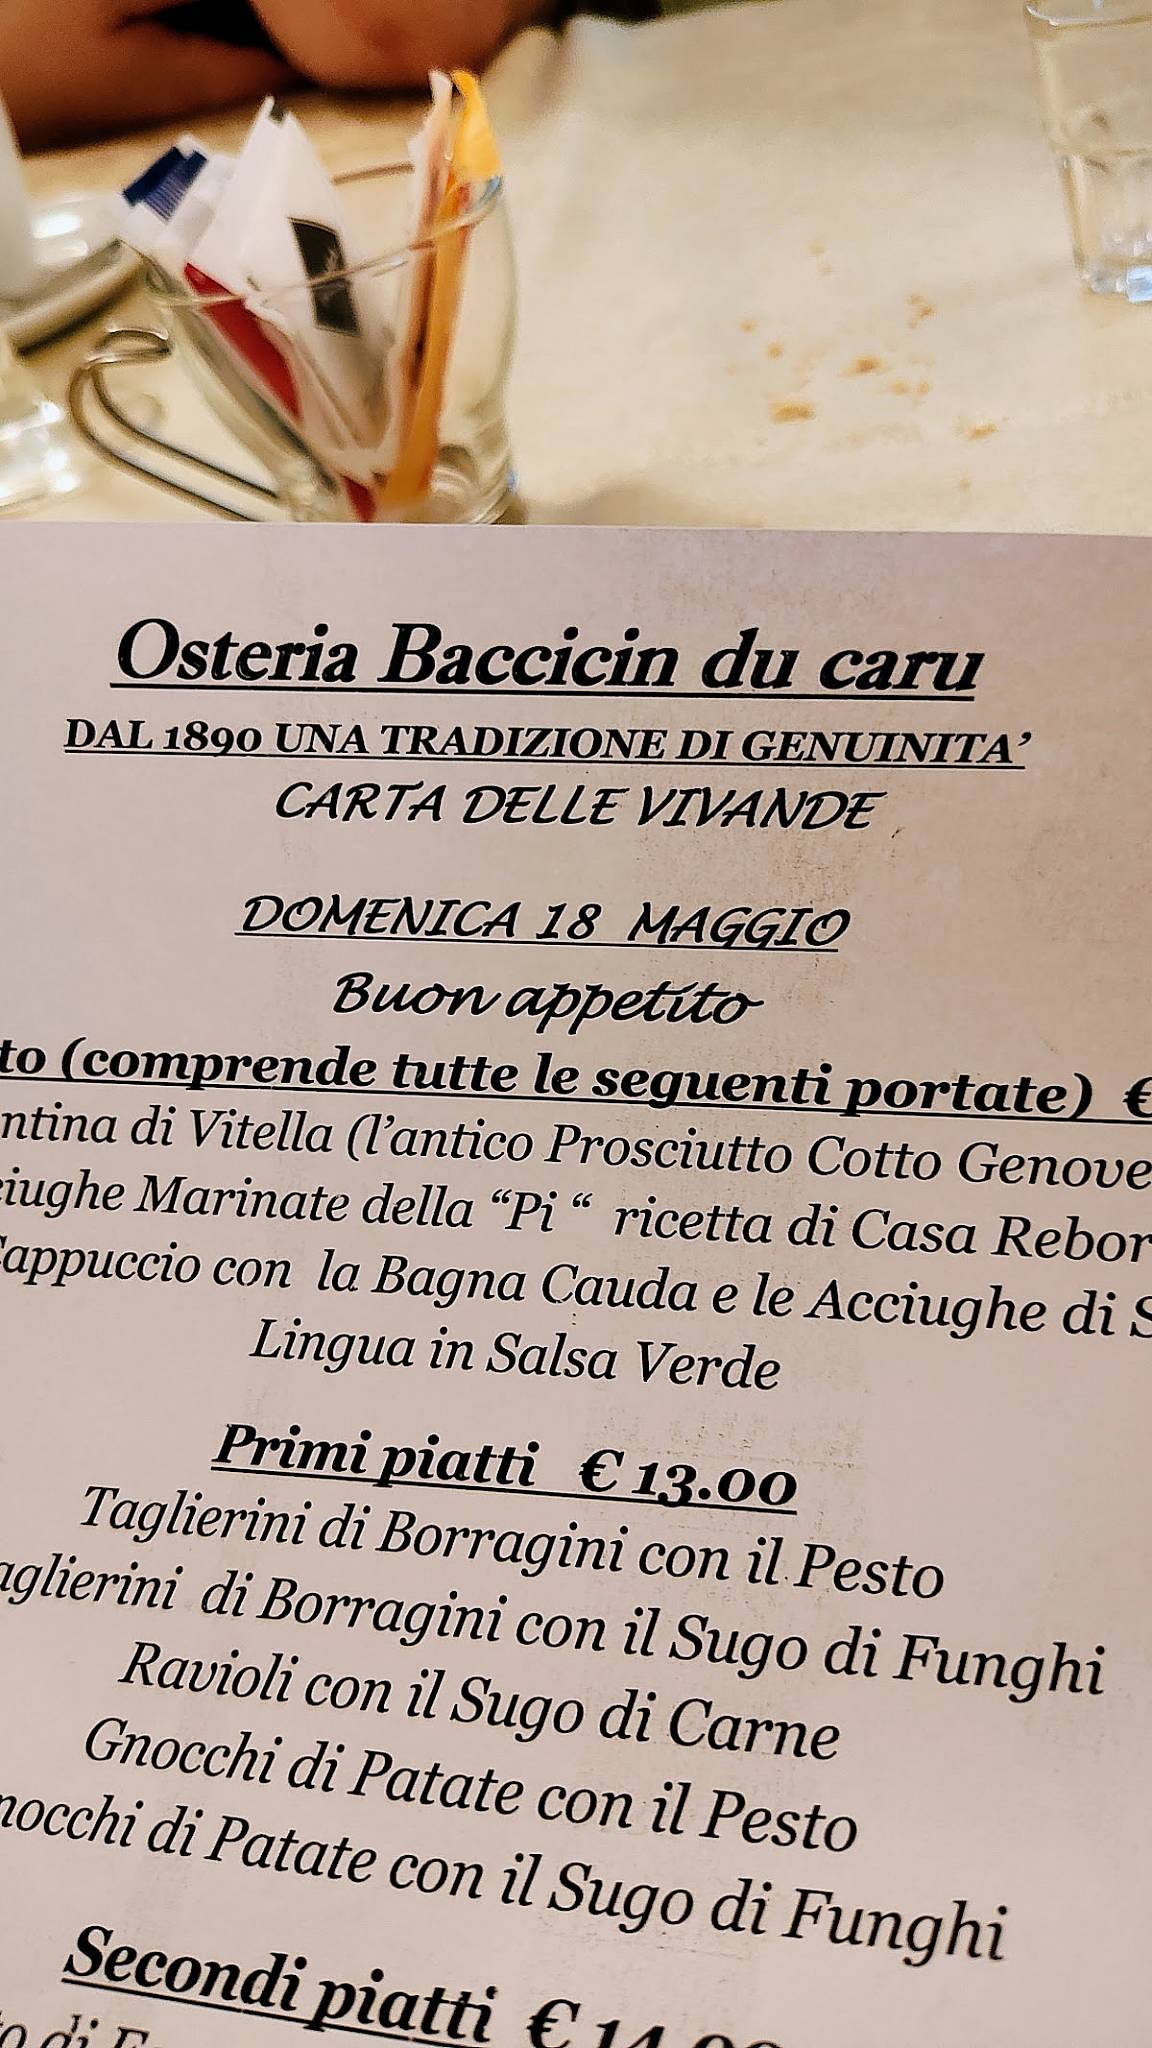 Osteria Baccicin du caru
DAL 1890 UNA TRADIZIONE DI GENUINITA’
CARTA DELLE VIVANDE
DOMENICA 18 MAGGIO
Buon appetito
(comprende tutte le seguenti portate) €
di Vitella (l’antico Prosciutto Cotto
Marinate della “Pi “ ricetta di Casa
con la Bagna Cauda e le Acciughe di
Lingua in Salsa Verde
Primi piatti € 13.00
Taglierini di Borragini con il Pesto
aglierini di Borragini con il Sugo di Funghi
Ravioli con il Sugo di Carne
Gnocchi di Patate con il Pesto
nocchi di Patate con il Sugo di Funghi
Secondi piatti €